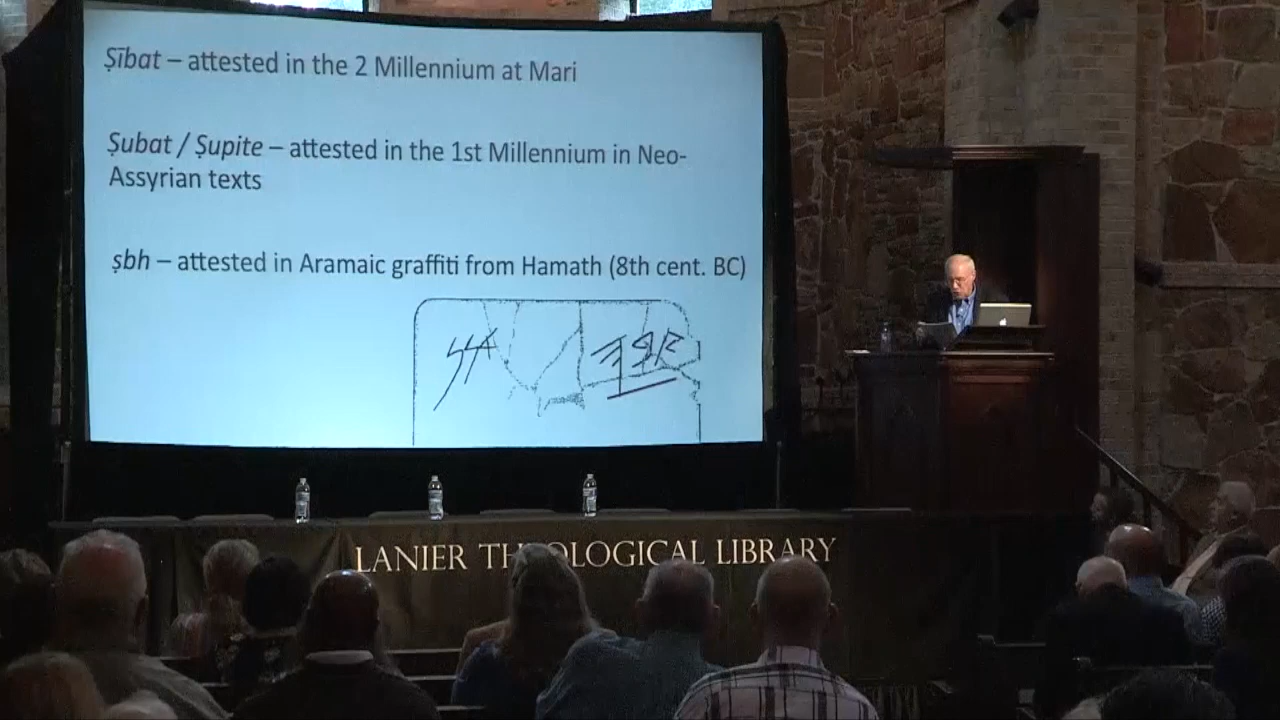 Ṣībat – attested in the 2 Millennium at Mari
Ṣubat / Ṣupite – attested in the 1st Millennium in Neo-
Assyrian texts
ṣbh – attested in Aramaic graffiti from Hamath (8th cent. BC)
LANIER THEOLOGICAL LIBRARY